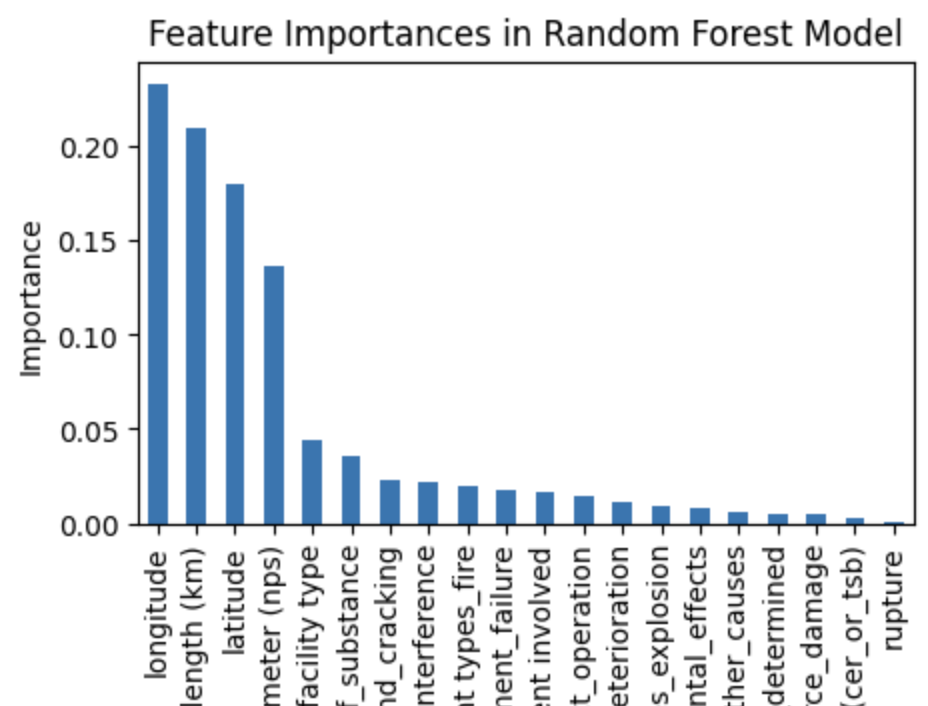 Feature Importances in Random Forest Model
Importance
0.20
0.15
0.10
0.05
0.00
longitude
length (km)
latitude
meter (nps)
facility type
f_substance
nd_cracking
nterference
nt types_fire
nent_failure
ent involved
t_operation
eterioration
s_explosion
ntal_effects
ther_causes
determined
rce_damage
(cer_or_tsb)
rupture